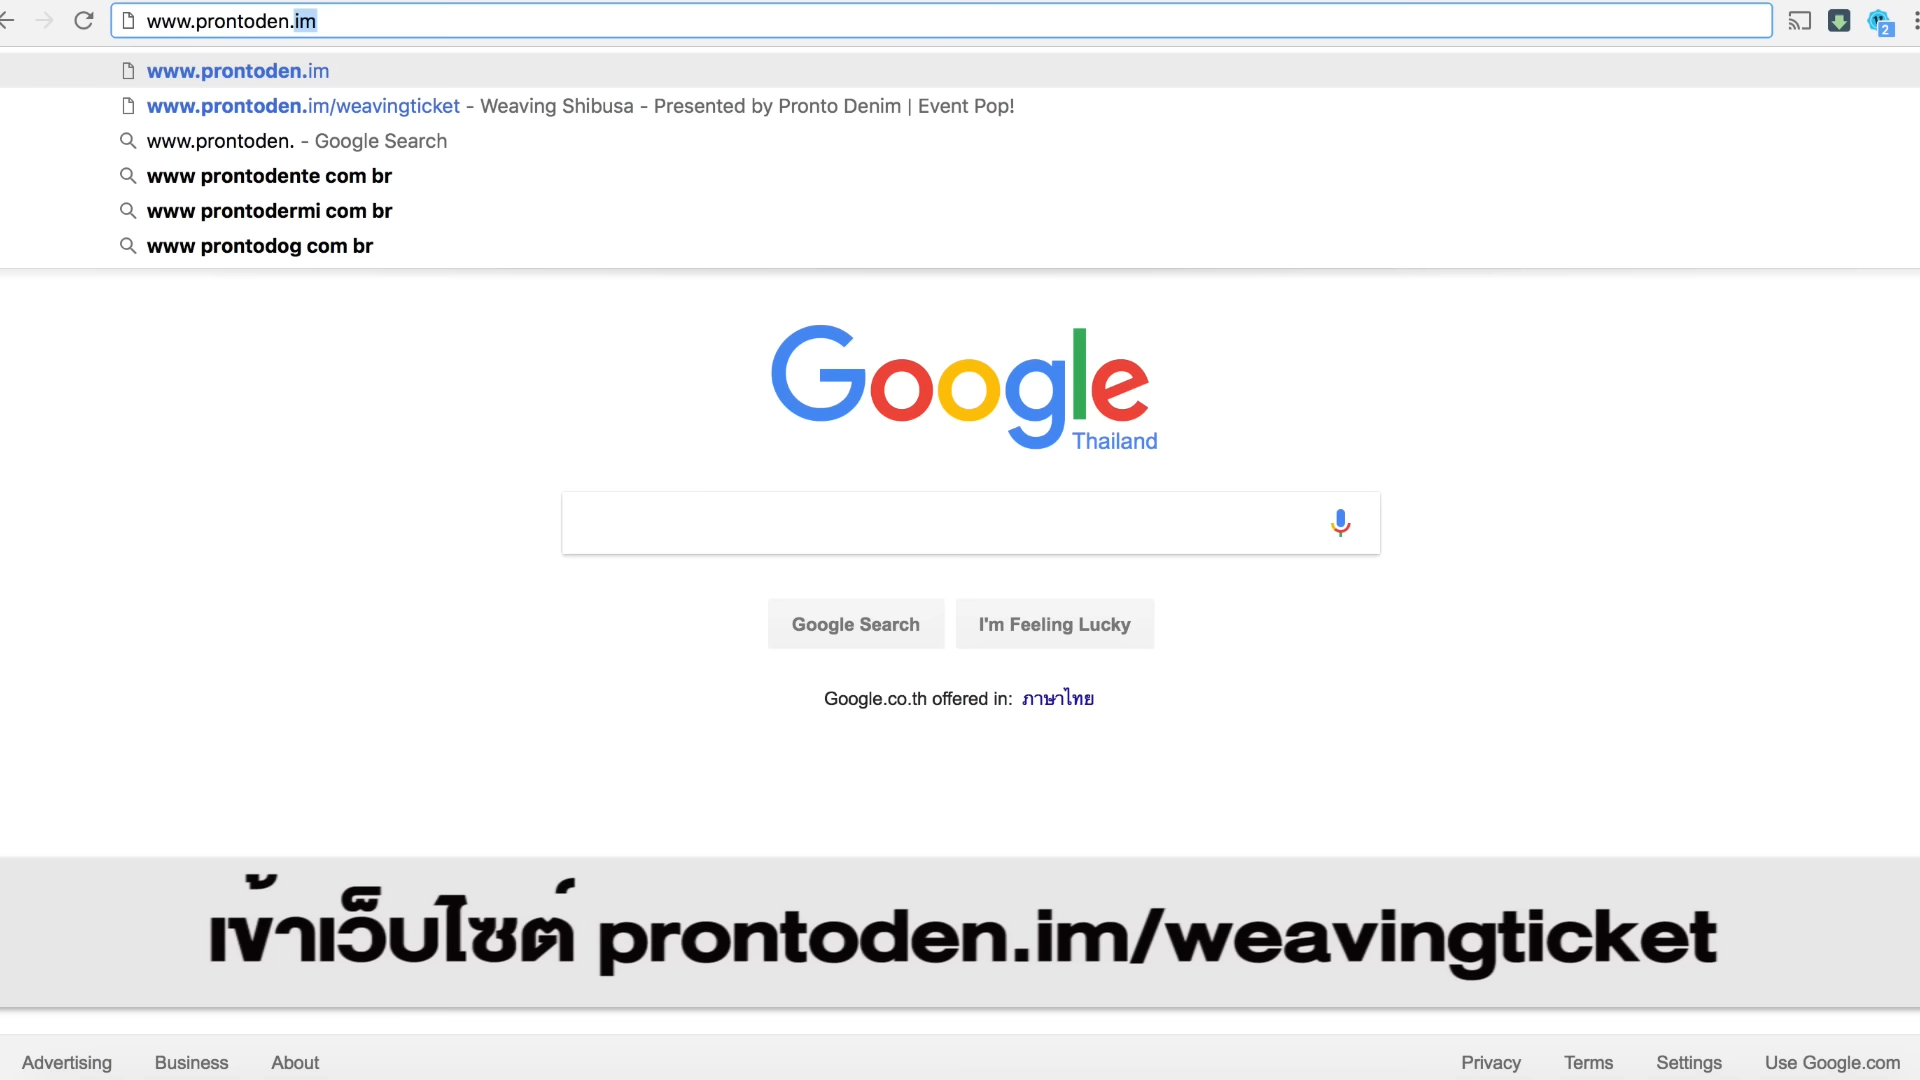 www.prontoden.im
www.prontoden.im
www.prontoden.im/weavingticket - Weaving Shibusa - Presented by Pronto Denim | Event Pop!
www.prontoden. - Google Search
www prontodente com br
www prontodermi com br
www prontodog com br
2
Google
Thailand
Google Search
I'm Feeling Lucky
Google.co.th offered in: ภาษาไทย
เข้าเว็บไซต์ prontoden.im/weavingticket
Advertising
Business
About
Privacy
Terms
Settings
Use Google.com